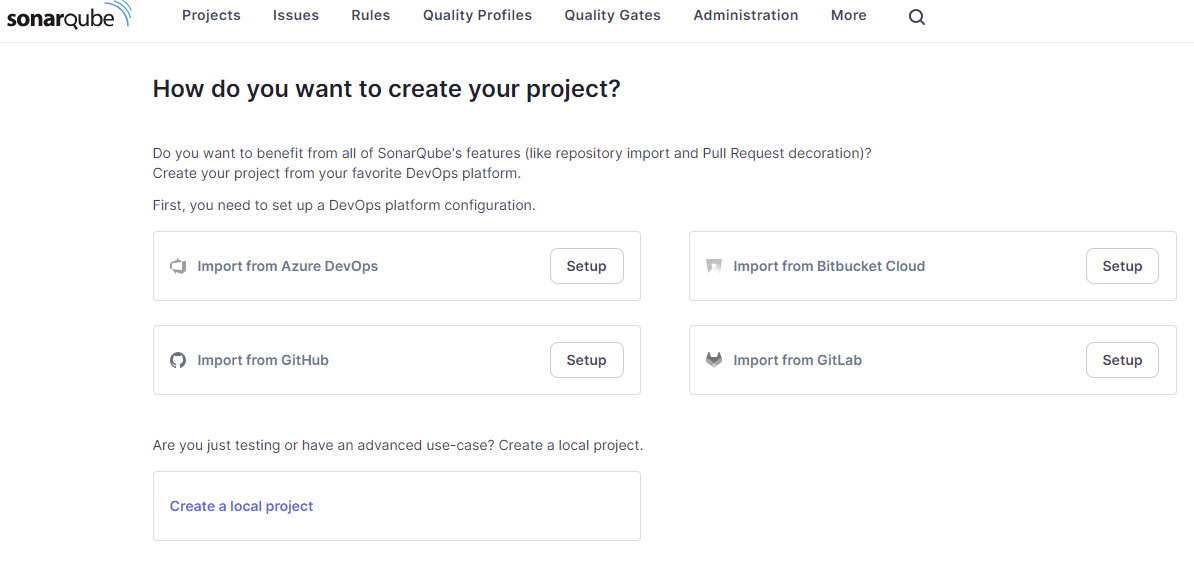 sonarqube Projects Issues Rules Quality Profiles Quality Gates Administration More
How do you want to create your project?
Do you want to benefit from all of SonarQube's features (like repository import and Pull Request decoration)?
Create your project from your favorite DevOps platform.
First, you need to set up a DevOps platform configuration.
Import from Azure DevOps Setup
Import from Bitbucket Cloud Setup
Import from GitHub Setup
Import from GitLab Setup
Are you just testing or have an advanced use-case? Create a local project.
Create a local project